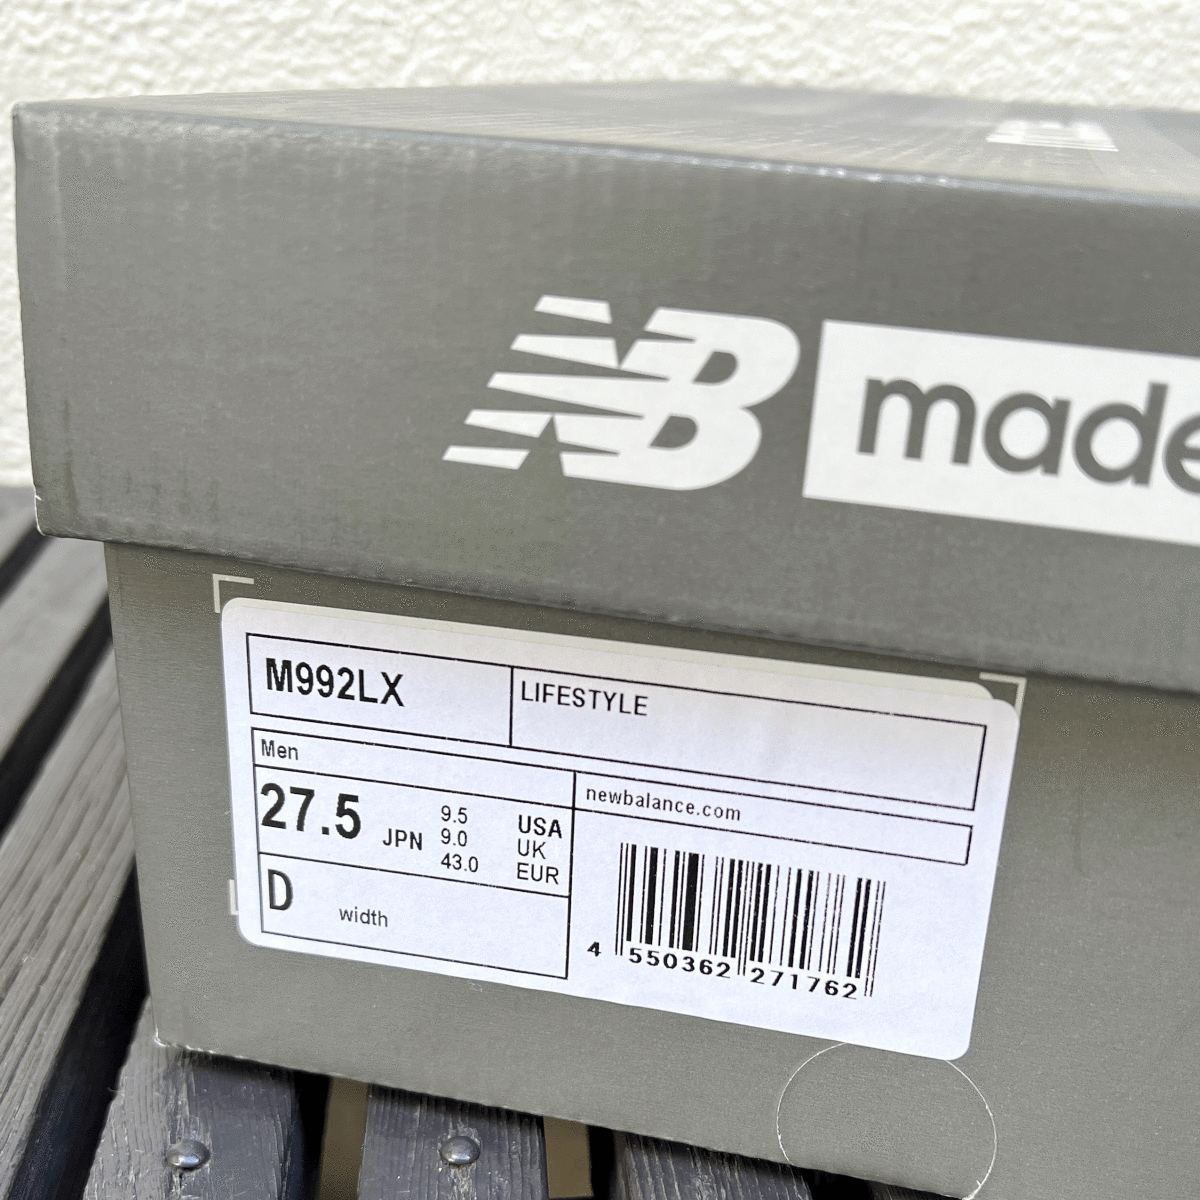 NB made
M992LX
LIFESTYLE
Men
newbalance.com
27.5 JPN
9.5 USA
9.0 UK
43.0 EUR
D width
4 550362 271762